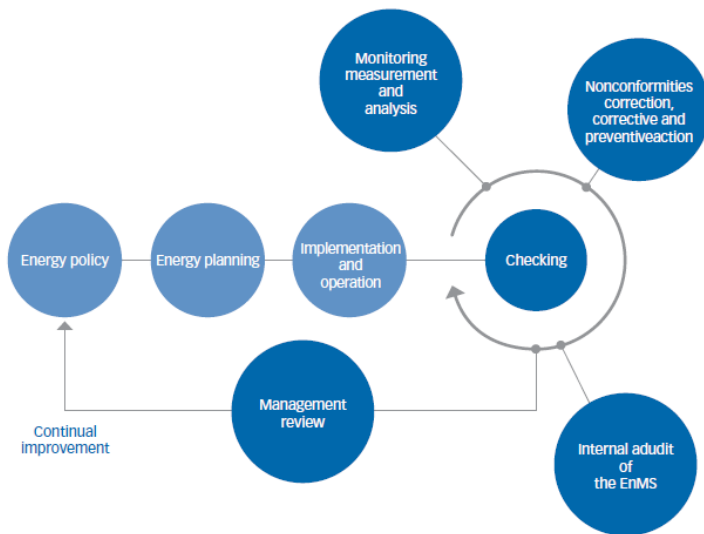 Monitoring
measurement
and
analysis
Nonconformities
correction,
corrective and
preventiveaction
Energy policy
Energy planning
Implementation
and
operation
Checking
Management
review
Continual
improvement
Internal adudit
of
the EnMS